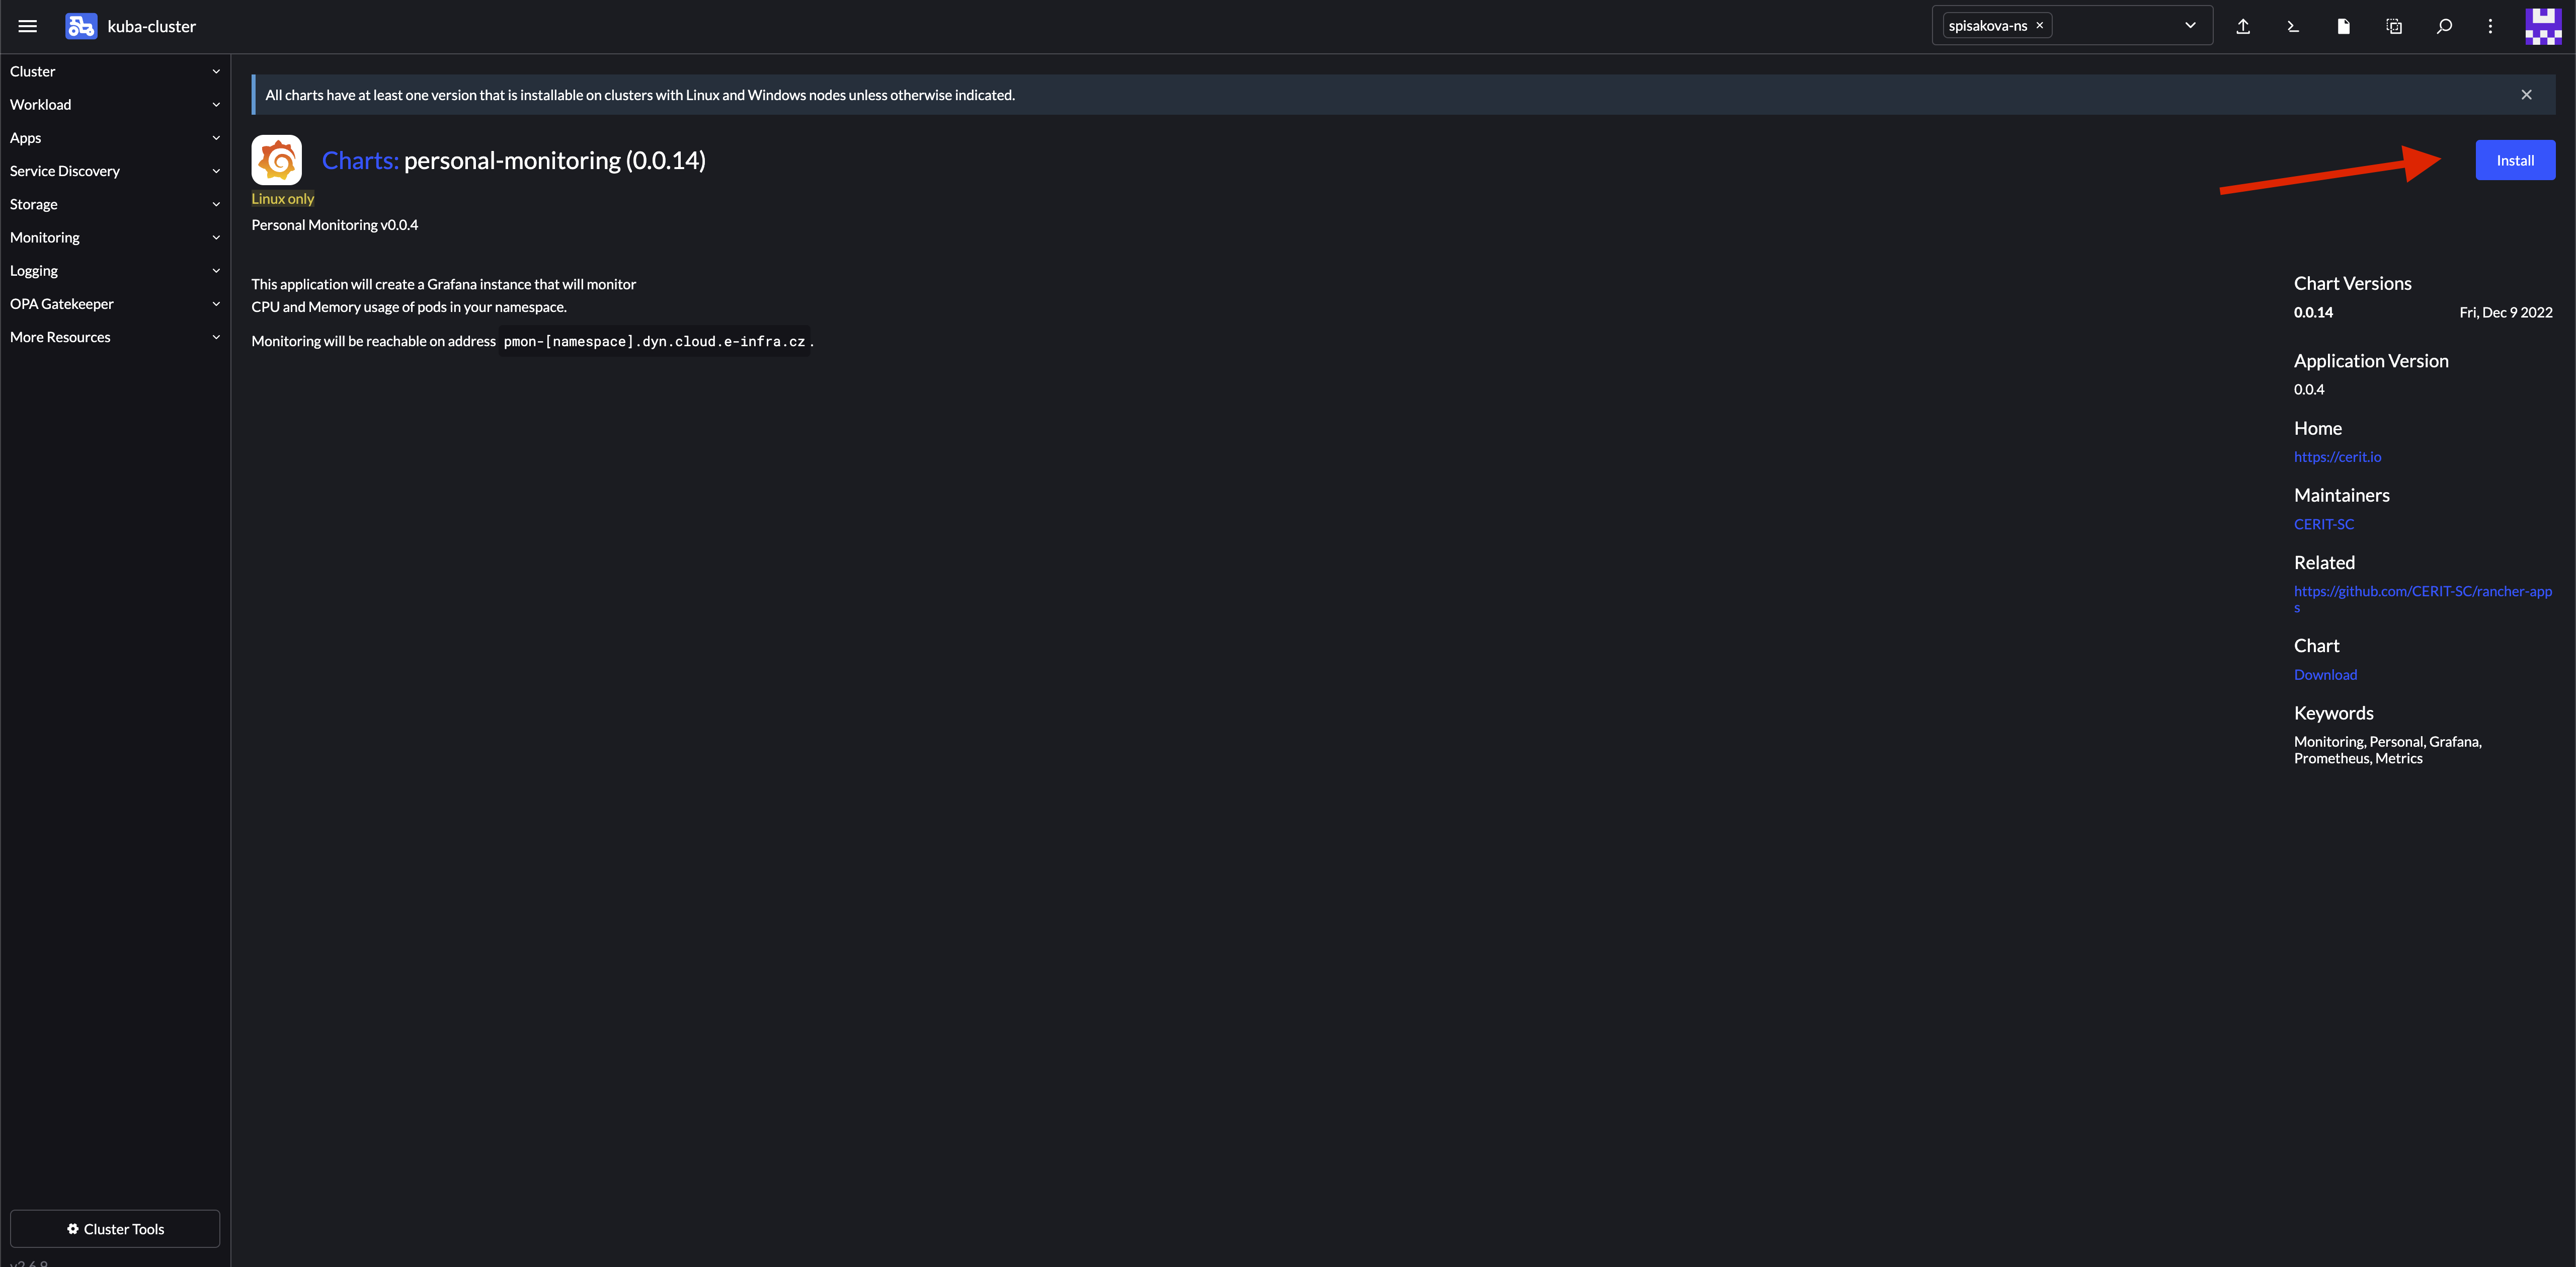 kuba-cluster
spisakova-ns ×
Cluster
Workload
Apps
Service Discovery
Storage
Monitoring
Logging
OPA Gatekeeper
More Resources
Cluster Tools
v2.6.9
All charts have at least one version that is installable on clusters with Linux and Windows nodes unless otherwise indicated.
Charts: personal-monitoring (0.0.14)
Install
Linux only
Personal Monitoring v0.0.4
This application will create a Grafana instance that will monitor
CPU and Memory usage of pods in your namespace.
Monitoring will be reachable on address pmon-[namespace].dyn.cloud.e-infra.cz.
Chart Versions
0.0.14 Fri, Dec 9 2022
Application Version
0.0.4
Home
https://cerit.io
Maintainers
CERIT-SC
Related
https://github.com/CERIT-SC/rancher-app
s
Chart
Download
Keywords
Monitoring, Personal, Grafana,
Prometheus, Metrics